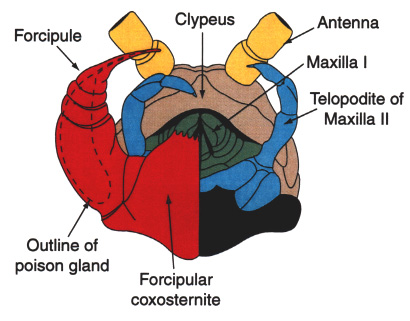 Clypeus
Antenna
Forcipule
Maxilla I
Telopodite of
Maxilla II
Outline of
poison gland
Forcipular
coxosternite